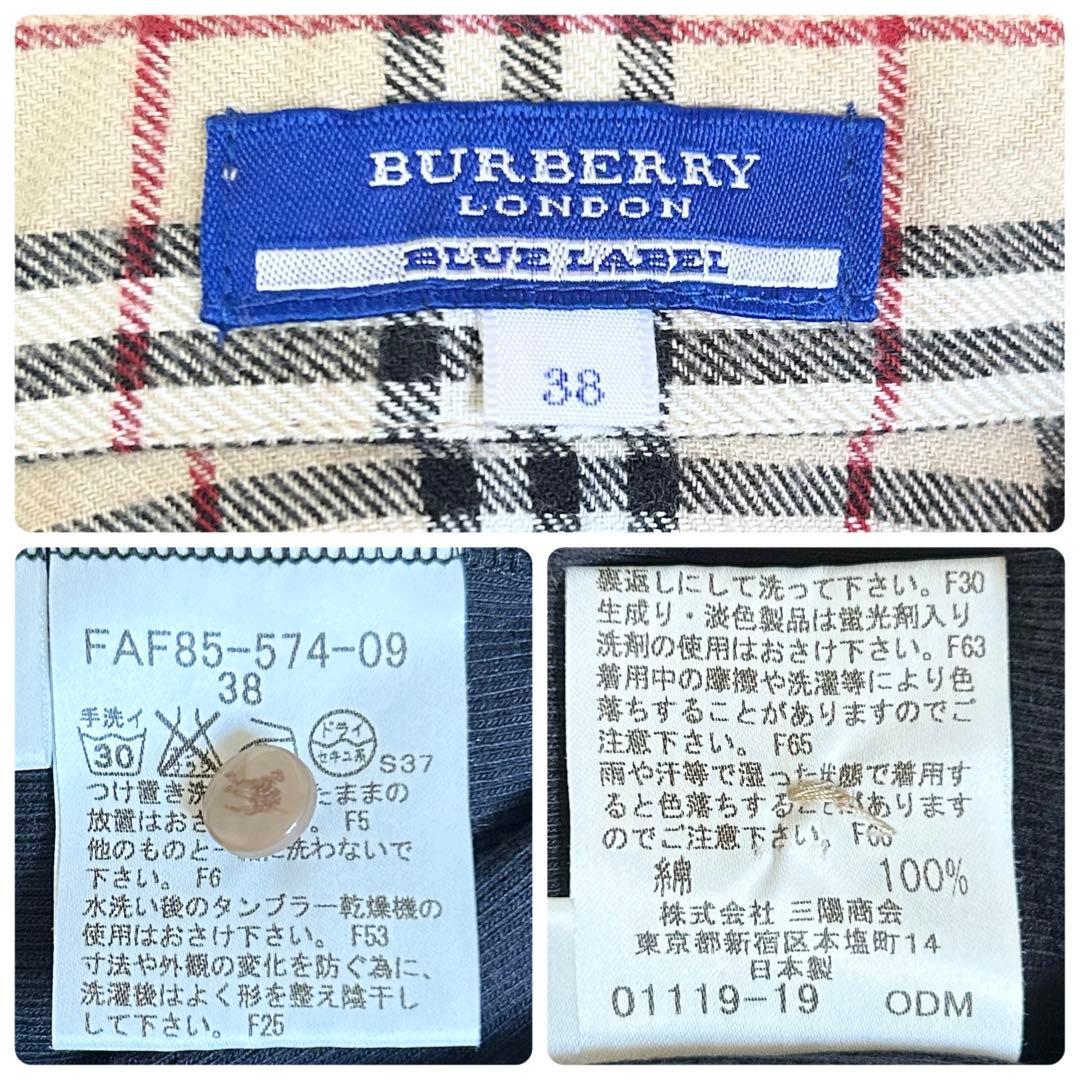 BURBERRY
LONDON
BLUE LABEL
38
FAF85-574-09
38
手洗イ
30
ドライ
セキユ系
S37
つけ置き洗 たままの
放置はおさ 。F5
他のものと に洗わないで
下さい。F6
水洗い後のタンブラー乾燥機の
使用はおさけ下さい。F53
寸法や外観の変化を防ぐ為に、
洗濯後はよく形を整え陰干し
して下さい。F25
裏返しにして洗って下さい。F30
生成り・淡色製品は蛍光剤入り
洗剤の使用はおさけ下さい。F63
着用中の摩擦や洗濯等により色
落ちすることがありますのでご
注意下さい。F65
雨や汗等で湿った状態で着用す
ると色落ちすることがあります
のでご注意下さい。F66
綿 100%
株式会社 三陽商会
東京都新宿区本塩町14
日本製
01119-19 ODM